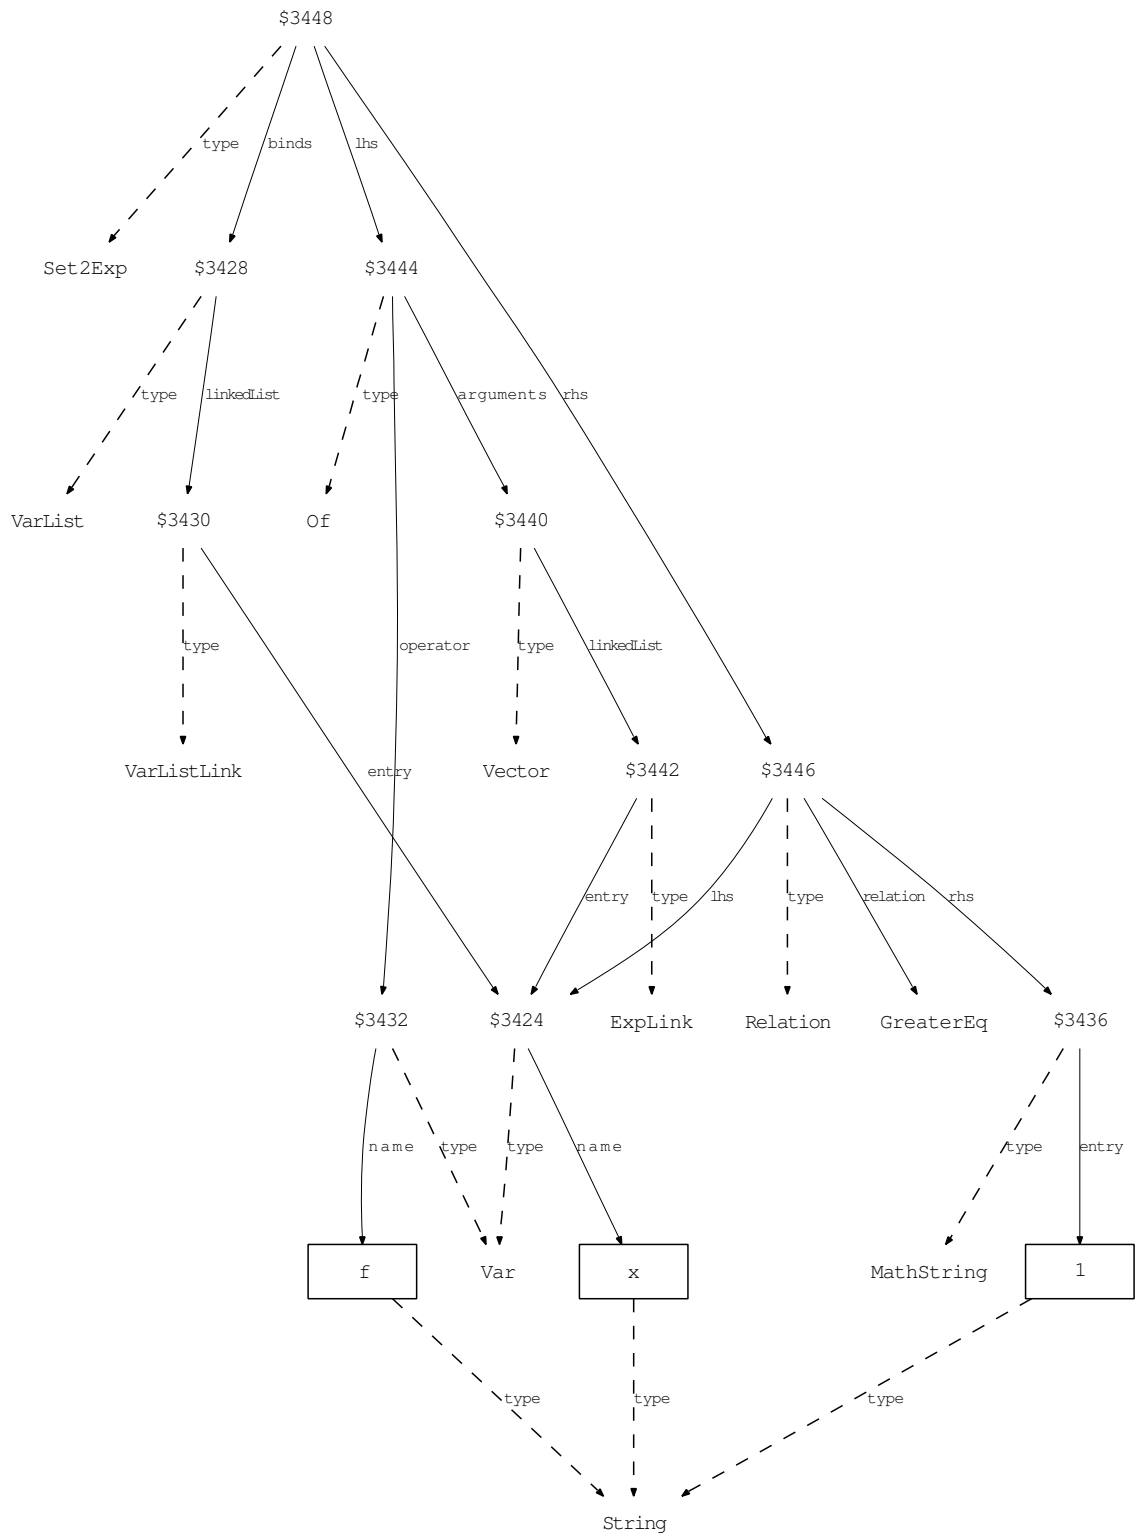 $3448
type binds lhs
Set2Exp $3428 $3444
type linkedList type arguments rhs
VarList $3430 Of $3440
type operator type linkedList
VarListLink entry Vector $3442 $3446
entry type lhs type relation rhs
$3432 $3424 ExpLink Relation GreaterEq $3436
name type type name type entry
f Var x MathString 1
type type type
String